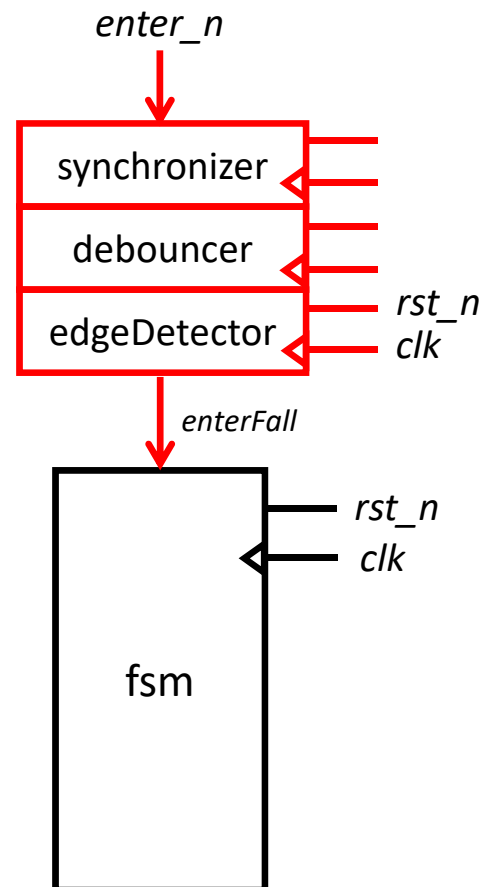 enter_n
synchronizer
debouncer
edgeDetector
rst_n
clk
enterFall
rst_n
clk
fsm